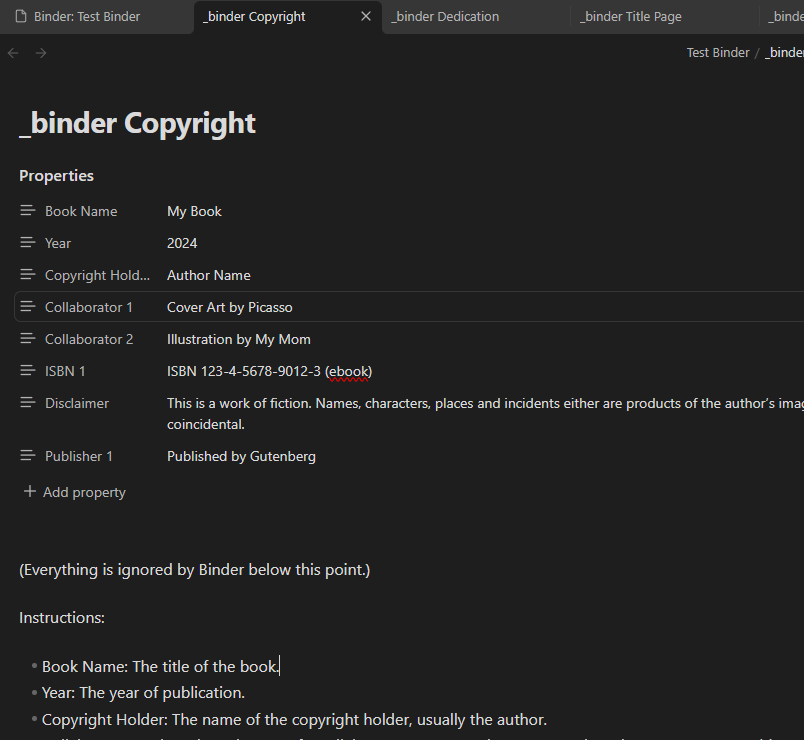 Binder: Test Binder
_binder Copyright
_binder Dedication
_binder Title Page
Test Binder /
_binder Copyright
Properties
Book Name My Book
Year 2024
Copyright Hold... Author Name
Collaborator 1 Cover Art by Picasso
Collaborator 2 Illustration by My Mom
ISBN 1 ISBN 123-4-5678-9012-3 (ebook)
Disclaimer This is a work of fiction. Names, characters, places and incidents either are products of the author's
coincidental.
Publisher 1 Published by Gutenberg
+ Add property
(Everything is ignored by Binder below this point.)
Instructions:
• Book Name: The title of the book.
• Year: The year of publication.
• Copyright Holder: The name of the copyright holder, usually the author.